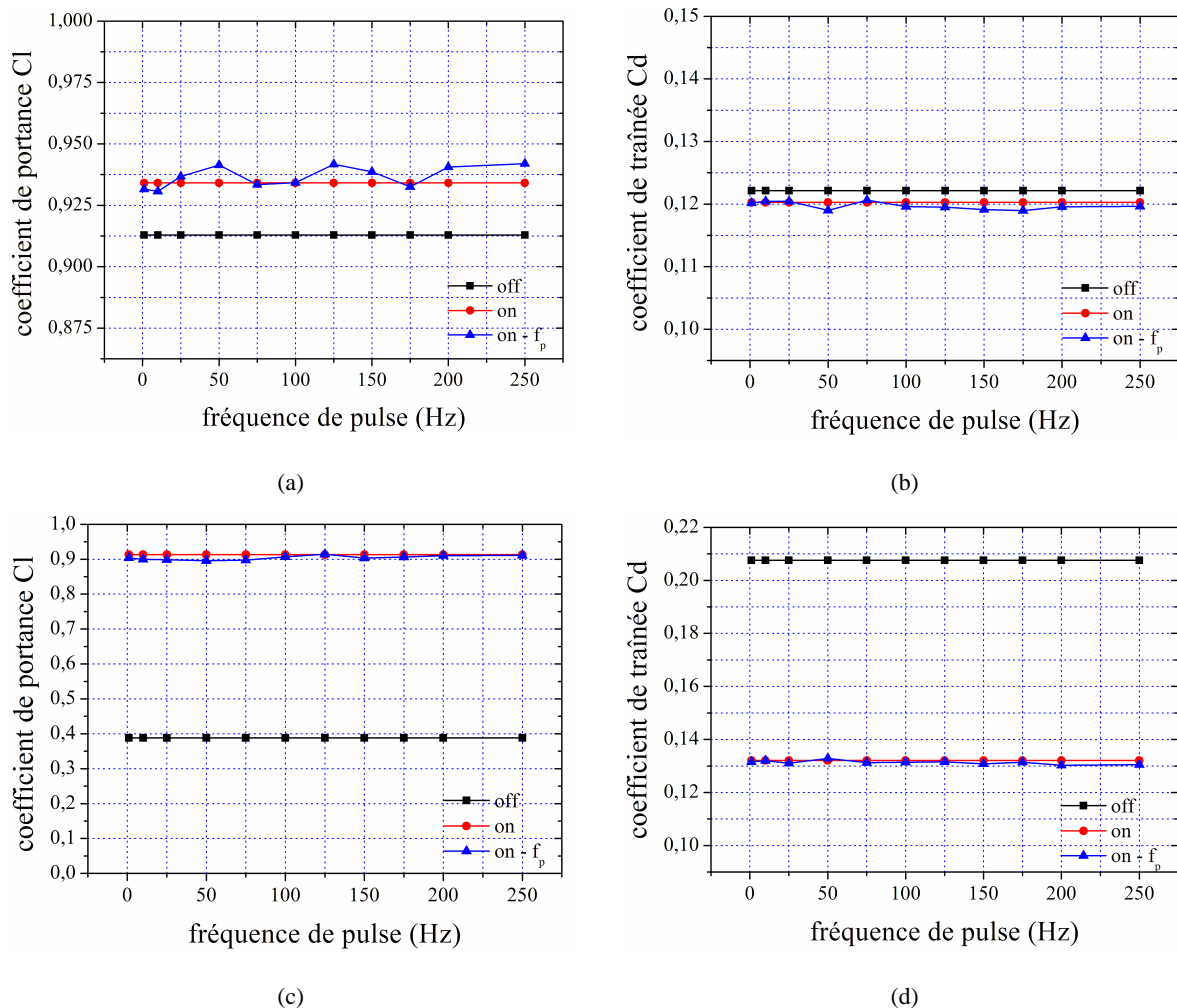 coefficient de portance Cl
1,000
0,975
0,950
0,925
0,900
0,875
off
on
on - fp
0 50 100 150 200 250
fréquence de pulse (Hz)
(a)
coefficient de traînée Cd
0,15
0,14
0,13
0,12
0,11
0,10
off
on
on - fp
0 50 100 150 200 250
fréquence de pulse (Hz)
(b)
coefficient de portance Cl
1,0
0,9
0,8
0,7
0,6
0,5
0,4
0,3
0,2
0,1
0,0
off
on
on - fp
0 50 100 150 200 250
fréquence de pulse (Hz)
(c)
coefficient de traînée Cd
0,22
0,20
0,18
0,16
0,14
0,12
0,10
off
on
on - fp
0 50 100 150 200 250
fréquence de pulse (Hz)
(d)